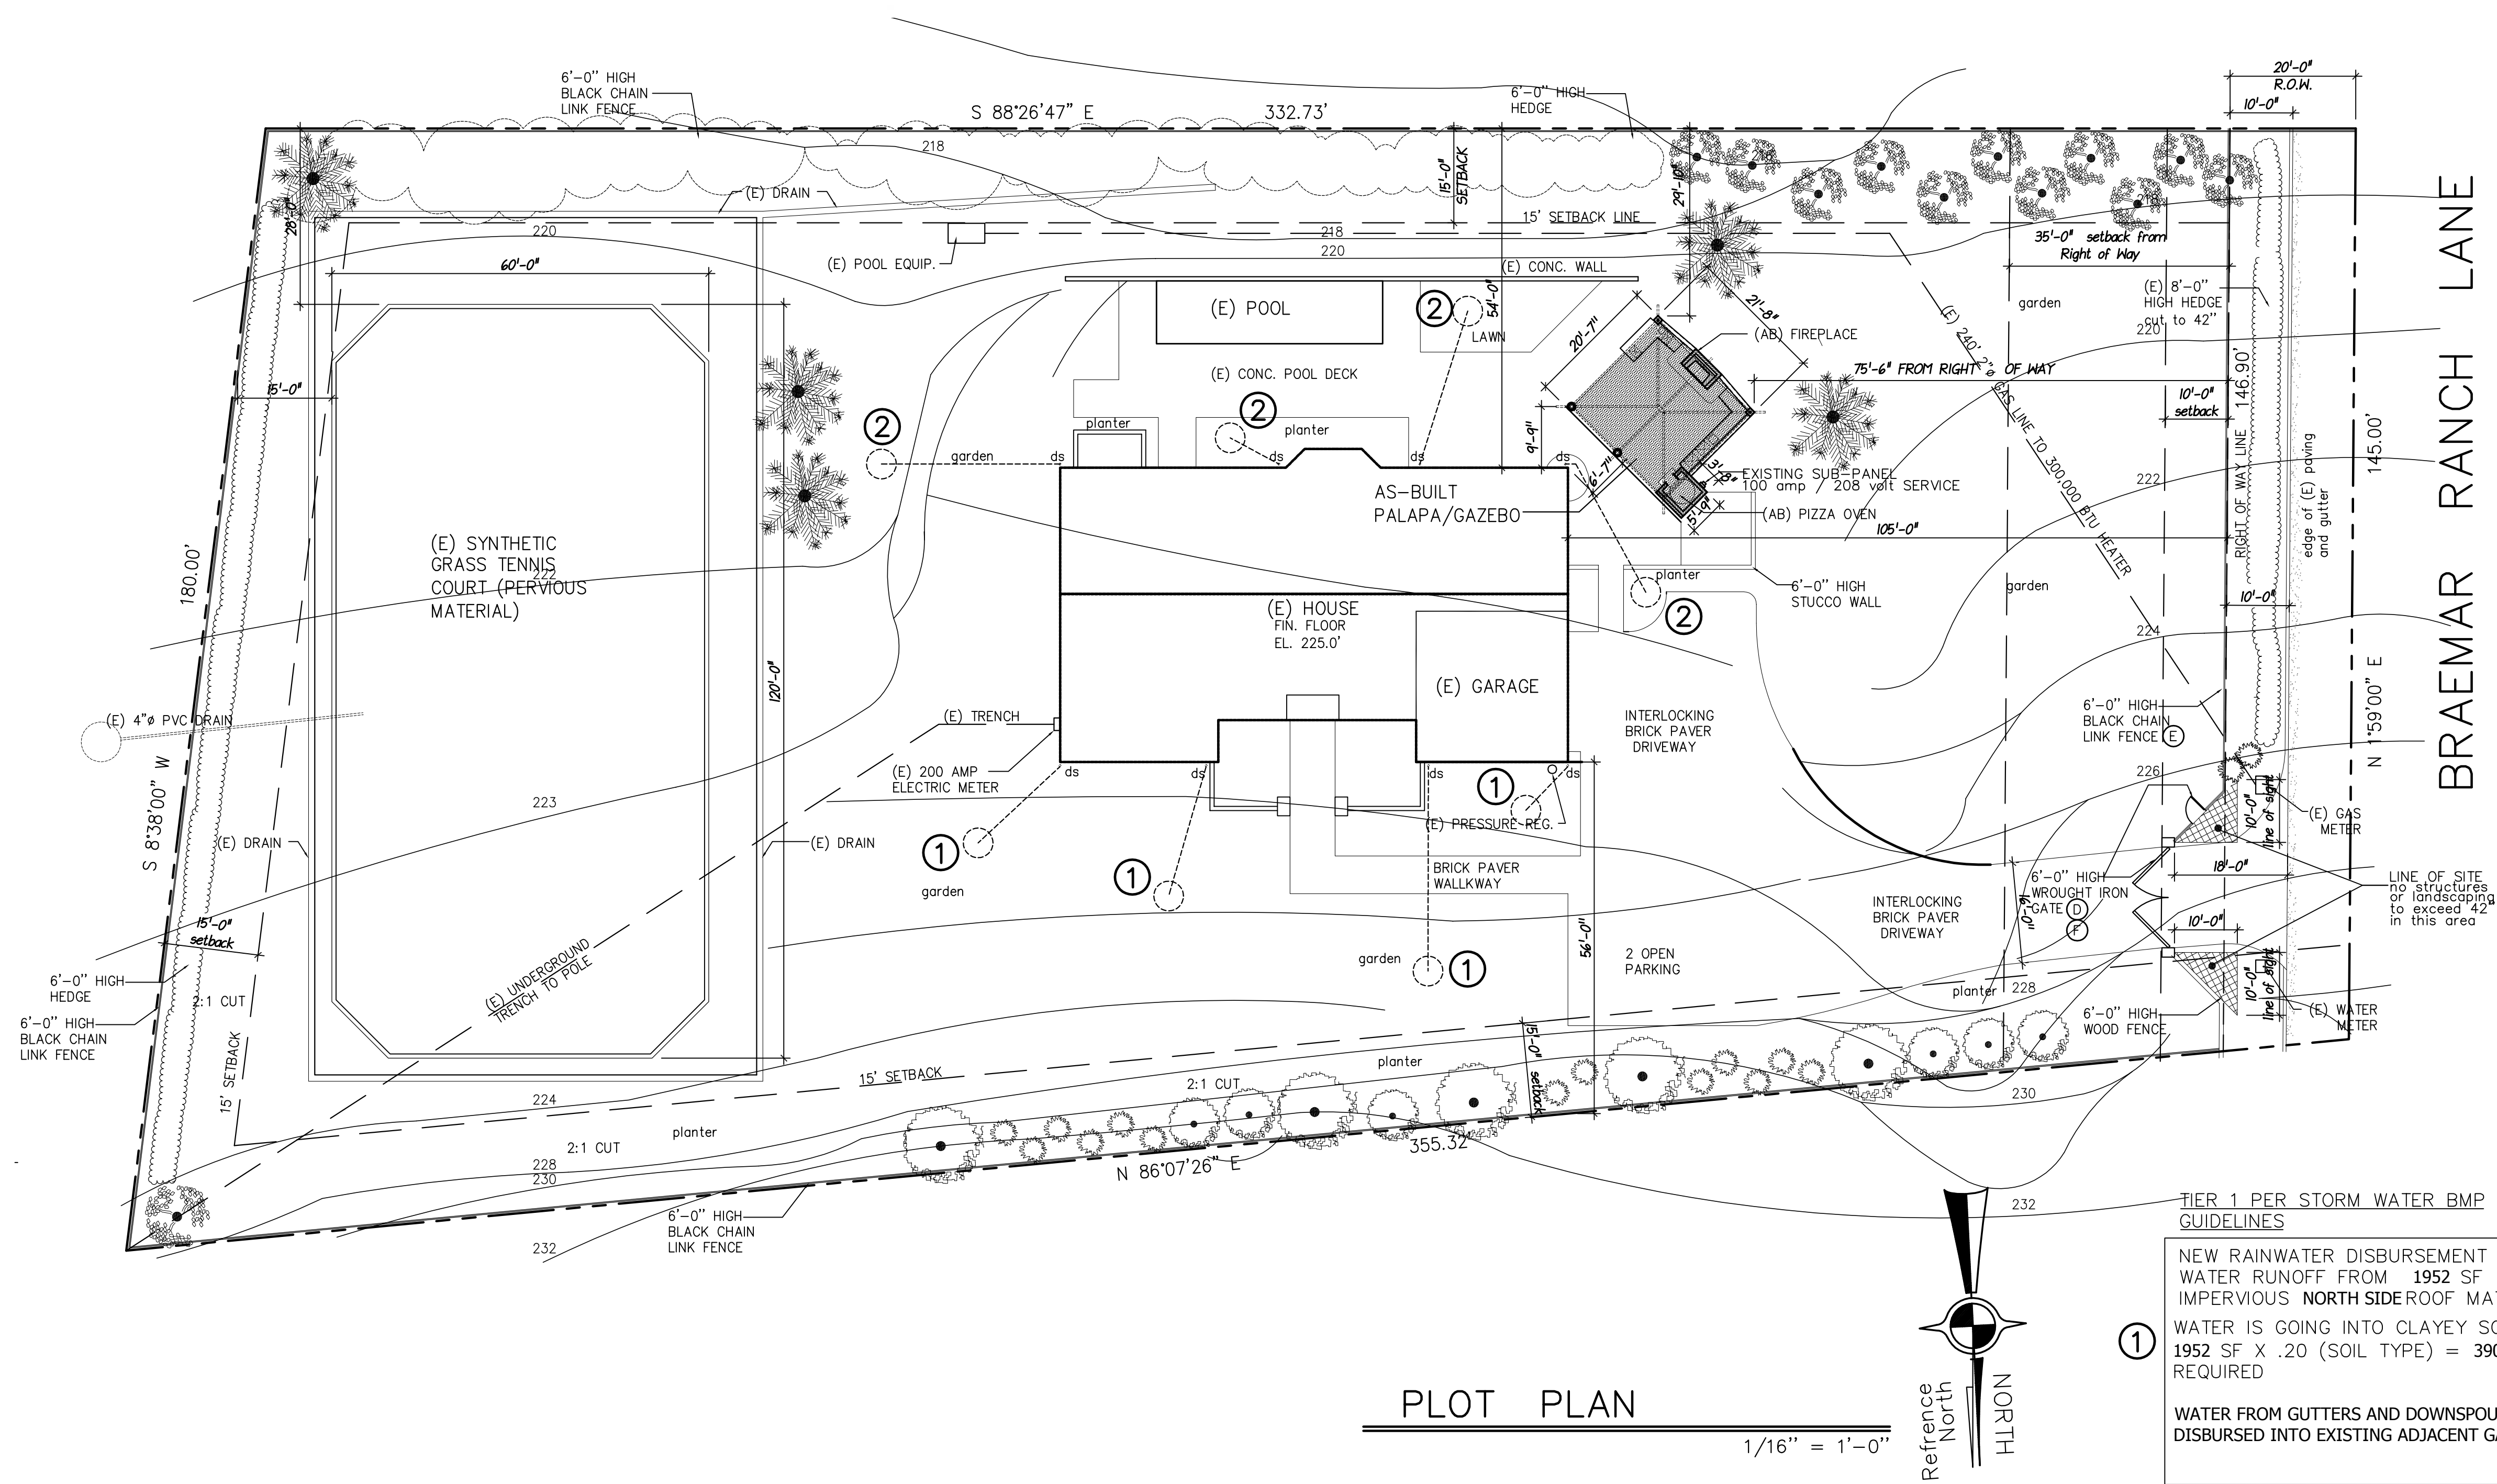 6'-0" HIGH
BLACK CHAIN
LINK FENCE
S 88°26'47" E
332.73'
6'-0" HIGH
HEDGE
20'-0"
R.O.W.
10'-0"
218
15'-0"
SETBACK
29'-10"
(E) DRAIN
28'-0"
15' SETBACK LINE
220
218
220
35'-0" setback from
Right of Way
60'-0"
(E) POOL EQUIP.
(E) CONC. WALL
54'-0"
garden
(E) 8'-0"
HIGH HEDGE
cut to 42"
220
(E) POOL
2
LAWN
20'-7"
21'-8"
(AB) FIREPLACE
(E) 240' 2"ø GAS LINE TO 300,000 BTU HEATER
75'-6" FROM RIGHT OF WAY
15'-0"
(E) CONC. POOL DECK
10'-0"
setback
146.90'
RIGHT OF WAY LINE
145.00'
BRAEMAR RANCH LANE
2
2
planter
planter
9'-9"
garden
ds
ds
ds
ds
6'-7"
3'-8"
EXISTING SUB-PANEL
100 amp / 208 volt SERVICE
222
edge of (E) paving
and gutter
AS-BUILT
PALAPA/GAZEBO
5'-9"
(AB) PIZZA OVEN
105'-0"
(E) SYNTHETIC
GRASS TENNIS
COURT (PERVIOUS
MATERIAL)
222
180.00'
planter
6'-0" HIGH
STUCCO WALL
garden
10'-0"
2
(E) HOUSE
FIN. FLOOR
EL. 225.0'
224
120'-0"
(E) GARAGE
N 1°59'00" E
(E) 4"ø PVC DRAIN
(E) TRENCH
INTERLOCKING
BRICK PAVER
DRIVEWAY
6'-0" HIGH
BLACK CHAIN
LINK FENCE E
S 8°38'00" W
(E) 200 AMP
ELECTRIC METER
ds
ds
ds
ds
1
226
223
(E) PRESSURE REG.
10'-0"
line of sight
(E) GAS
METER
(E) DRAIN
(E) DRAIN
1
1
garden
BRICK PAVER
WALLKWAY
18'-0"
6'-0" HIGH
WROUGHT IRON
GATE D
F
16'-0"
LINE OF SITE
no structures
or landscaping
to exceed 42"
in this area
15'-0"
setback
INTERLOCKING
BRICK PAVER
DRIVEWAY
10'-0"
56'-0"
garden
1
2 OPEN
PARKING
10'-0"
line of sight
6'-0" HIGH
HEDGE
2:1 CUT
(E) UNDERGROUND
TRENCH TO POLE
planter
228
6'-0" HIGH
BLACK CHAIN
LINK FENCE
6'-0" HIGH
WOOD FENCE
(E) WATER
METER
15' SETBACK
15' SETBACK
planter
2:1 CUT
15'-0"
setback
224
230
planter
2:1 CUT
228
230
355.32'
N 86°07'26" E
6'-0" HIGH
BLACK CHAIN
LINK FENCE
232
232
TIER 1 PER STORM WATER BMP
GUIDELINES
NEW RAINWATER DISBURSEMENT
WATER RUNOFF FROM 1952 SF
IMPERVIOUS NORTH SIDE ROOF MA
1
WATER IS GOING INTO CLAYEY SO
1952 SF X .20 (SOIL TYPE) = 390
REQUIRED
WATER FROM GUTTERS AND DOWNSPOU
DISBURSED INTO EXISTING ADJACENT GA
PLOT PLAN
1/16" = 1'-0"
Refrence
North
NORTH